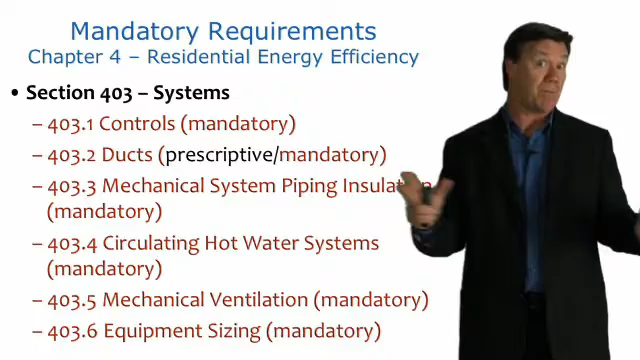 Mandatory Requirements
Chapter 4 – Residential Energy Efficiency
• Section 403 – Systems
– 403.1 Controls (mandatory)
– 403.2 Ducts (prescriptive/mandatory)
– 403.3 Mechanical System Piping Insulation
(mandatory)
– 403.4 Circulating Hot Water Systems
(mandatory)
– 403.5 Mechanical Ventilation (mandatory)
– 403.6 Equipment Sizing (mandatory)